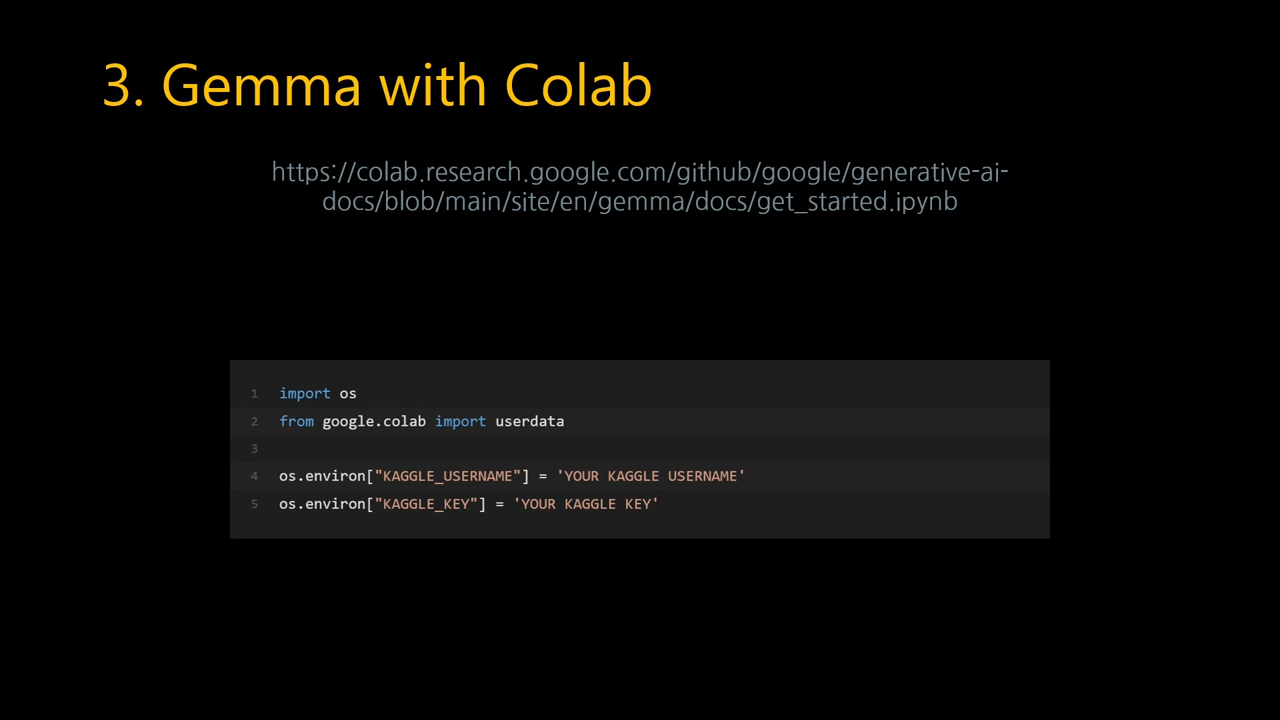 3. Gemma with Colab
https://colab.research.google.com/github/google/generative-ai-
docs/blob/main/site/en/gemma/docs/get_started.ipynb
1 import os
2 from google.colab import userdata
3
4 os.environ["KAGGLE_USERNAME"] = 'YOUR KAGGLE USERNAME'
5 os.environ["KAGGLE_KEY"] = 'YOUR KAGGLE KEY'